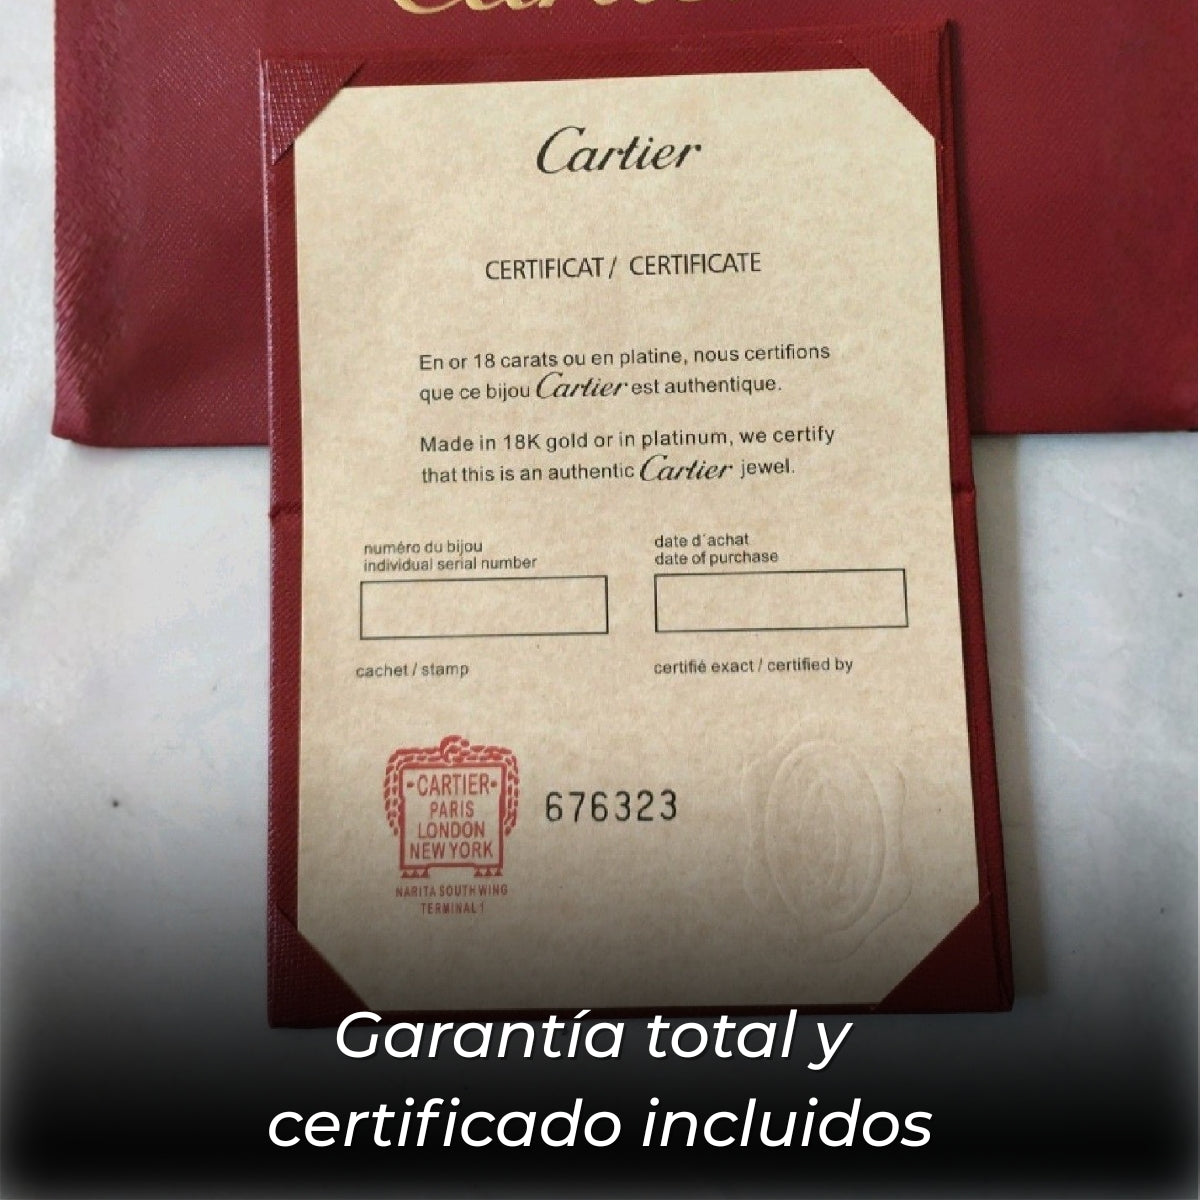 Cartier
Cartier
CERTIFICAT / CERTIFICATE
En or 18 carats ou en platine, nous certifions
que ce bijou Cartier est authentique.
Made in 18K gold or in platinum, we certify
that this is an authentic Cartier jewel.
numéro du bijou
individual serial number
date d´achat
date of purchase
cachet / stamp
certifié exact / certified by
-CARTIER-
PARIS
LONDON
NEW YORK
NARITA SOUTH WING
TERMINAL 1
676323
Garantía total y
certificado incluidos